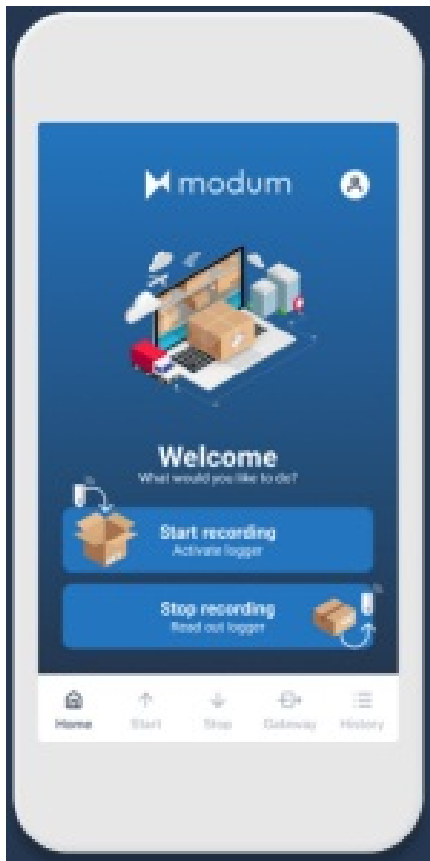 modum
Welcome
What would you like to do?
Start recording
Activate logger
Stop recording
Read out logger
Home
Start
Stop
Gateway
History